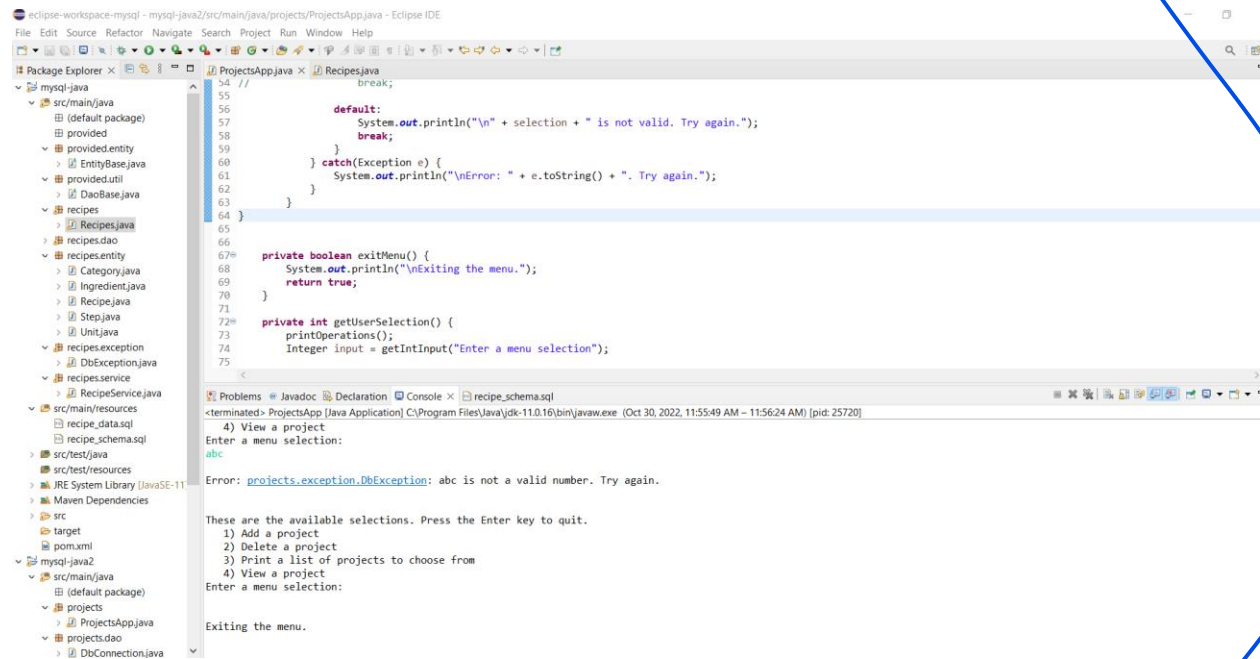 eclipse-workspace-mysql - mysql-java2/src/main/java/projects/ProjectsApp.java - Eclipse IDE
File Edit Source Refactor Navigate Search Project Run Window Help
Package Explorer
mysql-java
src/main/java
(default package)
provided
provided.entity
EntityBase.java
provided.util
DaoBase.java
recipes
Recipes.java
recipes.dao
recipes.entity
Category.java
Ingredient.java
Recipe.java
Step.java
Unit.java
recipes.exception
DbException.java
recipes.service
RecipeService.java
src/main/resources
recipe_data.sql
recipe_schema.sql
src/test/java
src/test/resources
JRE System Library [JavaSE-11]
Maven Dependencies
src
target
pom.xml
mysql-java2
src/main/java
(default package)
projects
ProjectsApp.java
projects.dao
DbConnection.java
ProjectsApp.java Recipes.java
54 // break;
55
56 default:
57 System.out.println("\n" + selection + " is not valid. Try again.");
58 break;
59 }
60 } catch(Exception e) {
61 System.out.println("\nError: " + e.toString() + ". Try again.");
62 }
63 }
64 }
65
66
67 private boolean exitMenu() {
68 System.out.println("\nExiting the menu.");
69 return true;
70 }
71
72 private int getUserSelection() {
73 printOperations();
74 Integer input = getIntInput("Enter a menu selection");
75
Problems Javadoc Declaration Console recipe_schema.sql
<terminated> ProjectsApp [Java Application] C:\Program Files\Java\jdk-11.0.16\bin\javaw.exe (Oct 30, 2022, 11:55:49 AM – 11:56:24 AM) [pid: 25720]
4) View a project
Enter a menu selection:
abc
Error: projects.exception.DbException: abc is not a valid number. Try again.
These are the available selections. Press the Enter key to quit.
1) Add a project
2) Delete a project
3) Print a list of projects to choose from
4) View a project
Enter a menu selection:
Exiting the menu.